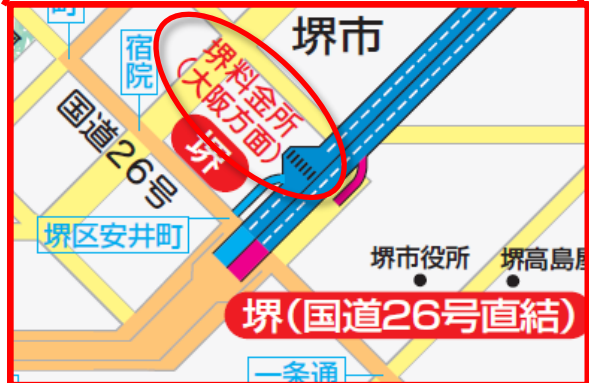 町
宿院
堺市
堺料金所
(大阪方面)
堺
国道26号
堺区安井町
堺市役所
堺高島屋
堺(国道26号直結)
一条通